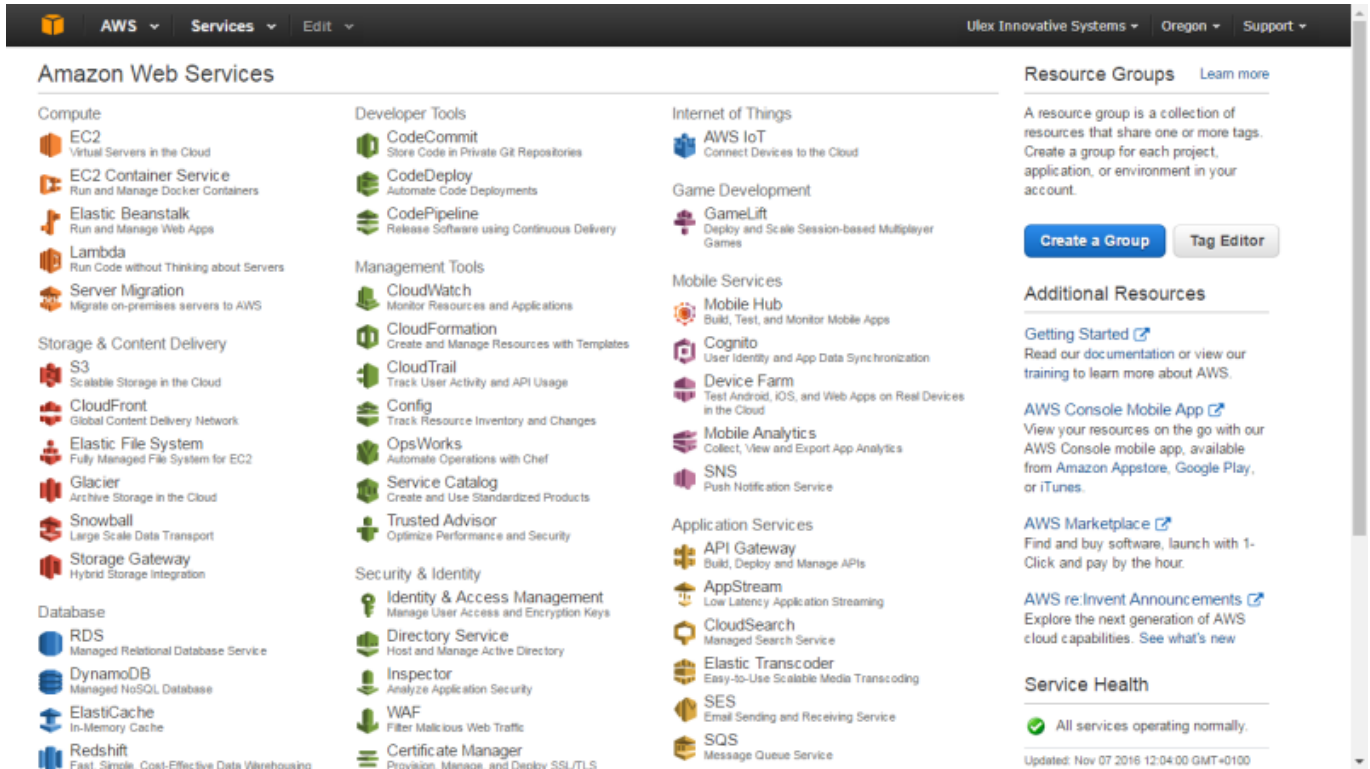 AWS Services Edit Ulex Innovative Systems Oregon Support
Amazon Web Services
Compute
EC2
Virtual Servers in the Cloud
EC2 Container Service
Run and Manage Docker Containers
Elastic Beanstalk
Run and Manage Web Apps
Lambda
Run Code without Thinking about Servers
Server Migration
Migrate on-premises servers to AWS
Storage & Content Delivery
S3
Scalable Storage in the Cloud
CloudFront
Global Content Delivery Network
Elastic File System
Fully Managed File System for EC2
Glacier
Archive Storage in the Cloud
Snowball
Large Scale Data Transport
Storage Gateway
Hybrid Storage Integration
Database
RDS
Managed Relational Database Service
DynamoDB
Managed NoSQL Database
ElastiCache
In-Memory Cache
Redshift
Fast, Simple, Cost-Effective Data Warehousing
Developer Tools
CodeCommit
Store Code in Private Git Repositories
CodeDeploy
Automate Code Deployments
CodePipeline
Release Software using Continuous Delivery
Management Tools
CloudWatch
Monitor Resources and Applications
CloudFormation
Create and Manage Resources with Templates
CloudTrail
Track User Activity and API Usage
Config
Track Resource Inventory and Changes
OpsWorks
Automate Operations with Chef
Service Catalog
Create and Use Standardized Products
Trusted Advisor
Optimize Performance and Security
Security & Identity
Identity & Access Management
Manage User Access and Encryption Keys
Directory Service
Host and Manage Active Directory
Inspector
Analyze Application Security
WAF
Filter Malicious Web Traffic
Certificate Manager
Provision, Manage, and Deploy SSL/TLS
Internet of Things
AWS IoT
Connect Devices to the Cloud
Game Development
GameLift
Deploy and Scale Session-based Multiplayer
Games
Mobile Services
Mobile Hub
Build, Test, and Monitor Mobile Apps
Cognito
User Identity and App Data Synchronization
Device Farm
Test Android, iOS, and Web Apps on Real Devices
in the Cloud
Mobile Analytics
Collect, View and Export App Analytics
SNS
Push Notification Service
Application Services
API Gateway
Build, Deploy and Manage APIs
AppStream
Low Latency Application Streaming
CloudSearch
Managed Search Service
Elastic Transcoder
Easy-to-Use Scalable Media Transcoding
SES
Email Sending and Receiving Service
SQS
Message Queue Service
Resource Groups Learn more
A resource group is a collection of
resources that share one or more tags.
Create a group for each project,
application, or environment in your
account.
Create a Group Tag Editor
Additional Resources
Getting Started
Read our documentation or view our
training to learn more about AWS.
AWS Console Mobile App
View your resources on the go with our
AWS Console mobile app, available
from Amazon Appstore, Google Play,
or iTunes.
AWS Marketplace
Find and buy software, launch with 1-
Click and pay by the hour.
AWS re:Invent Announcements
Explore the next generation of AWS
cloud capabilities. See what's new
Service Health
All services operating normally.
Updated: Nov 07 2016 12:04:00 GMT+0100